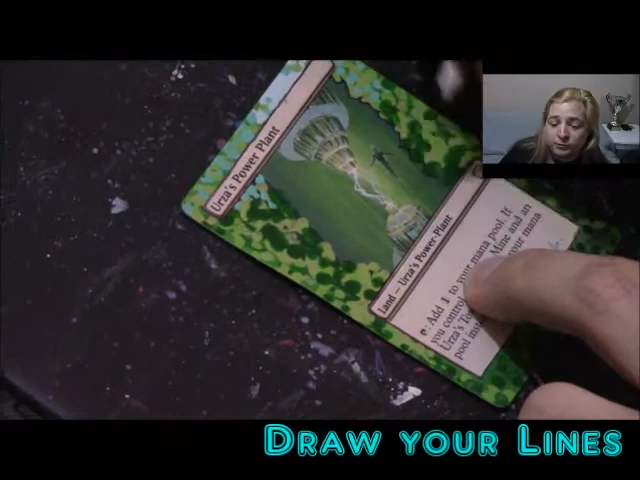 Urza's Power Plant
Land — Urza's Power-Plant
: Add 1 to your mana pool. If
you control Mine and an
Urza's your mana
pool
DRAW YOUR LINES